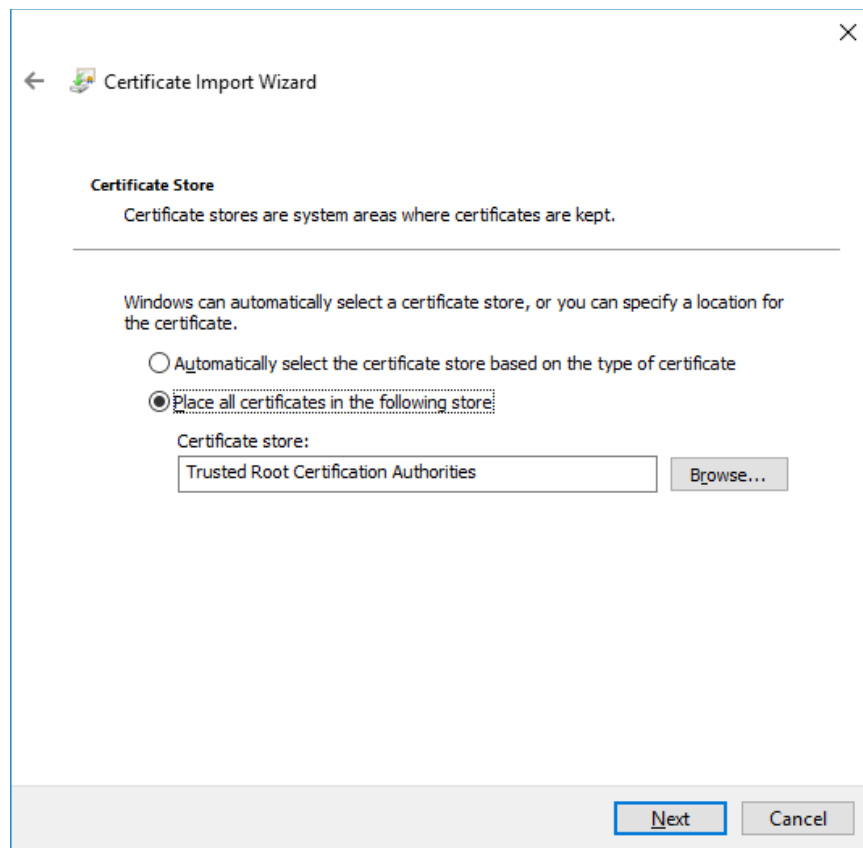 Certificate Import Wizard
Certificate Store
Certificate stores are system areas where certificates are kept.
Windows can automatically select a certificate store, or you can specify a location for
the certificate.
Automatically select the certificate store based on the type of certificate
Place all certificates in the following store
Certificate store:
Trusted Root Certification Authorities
Browse...
Next
Cancel